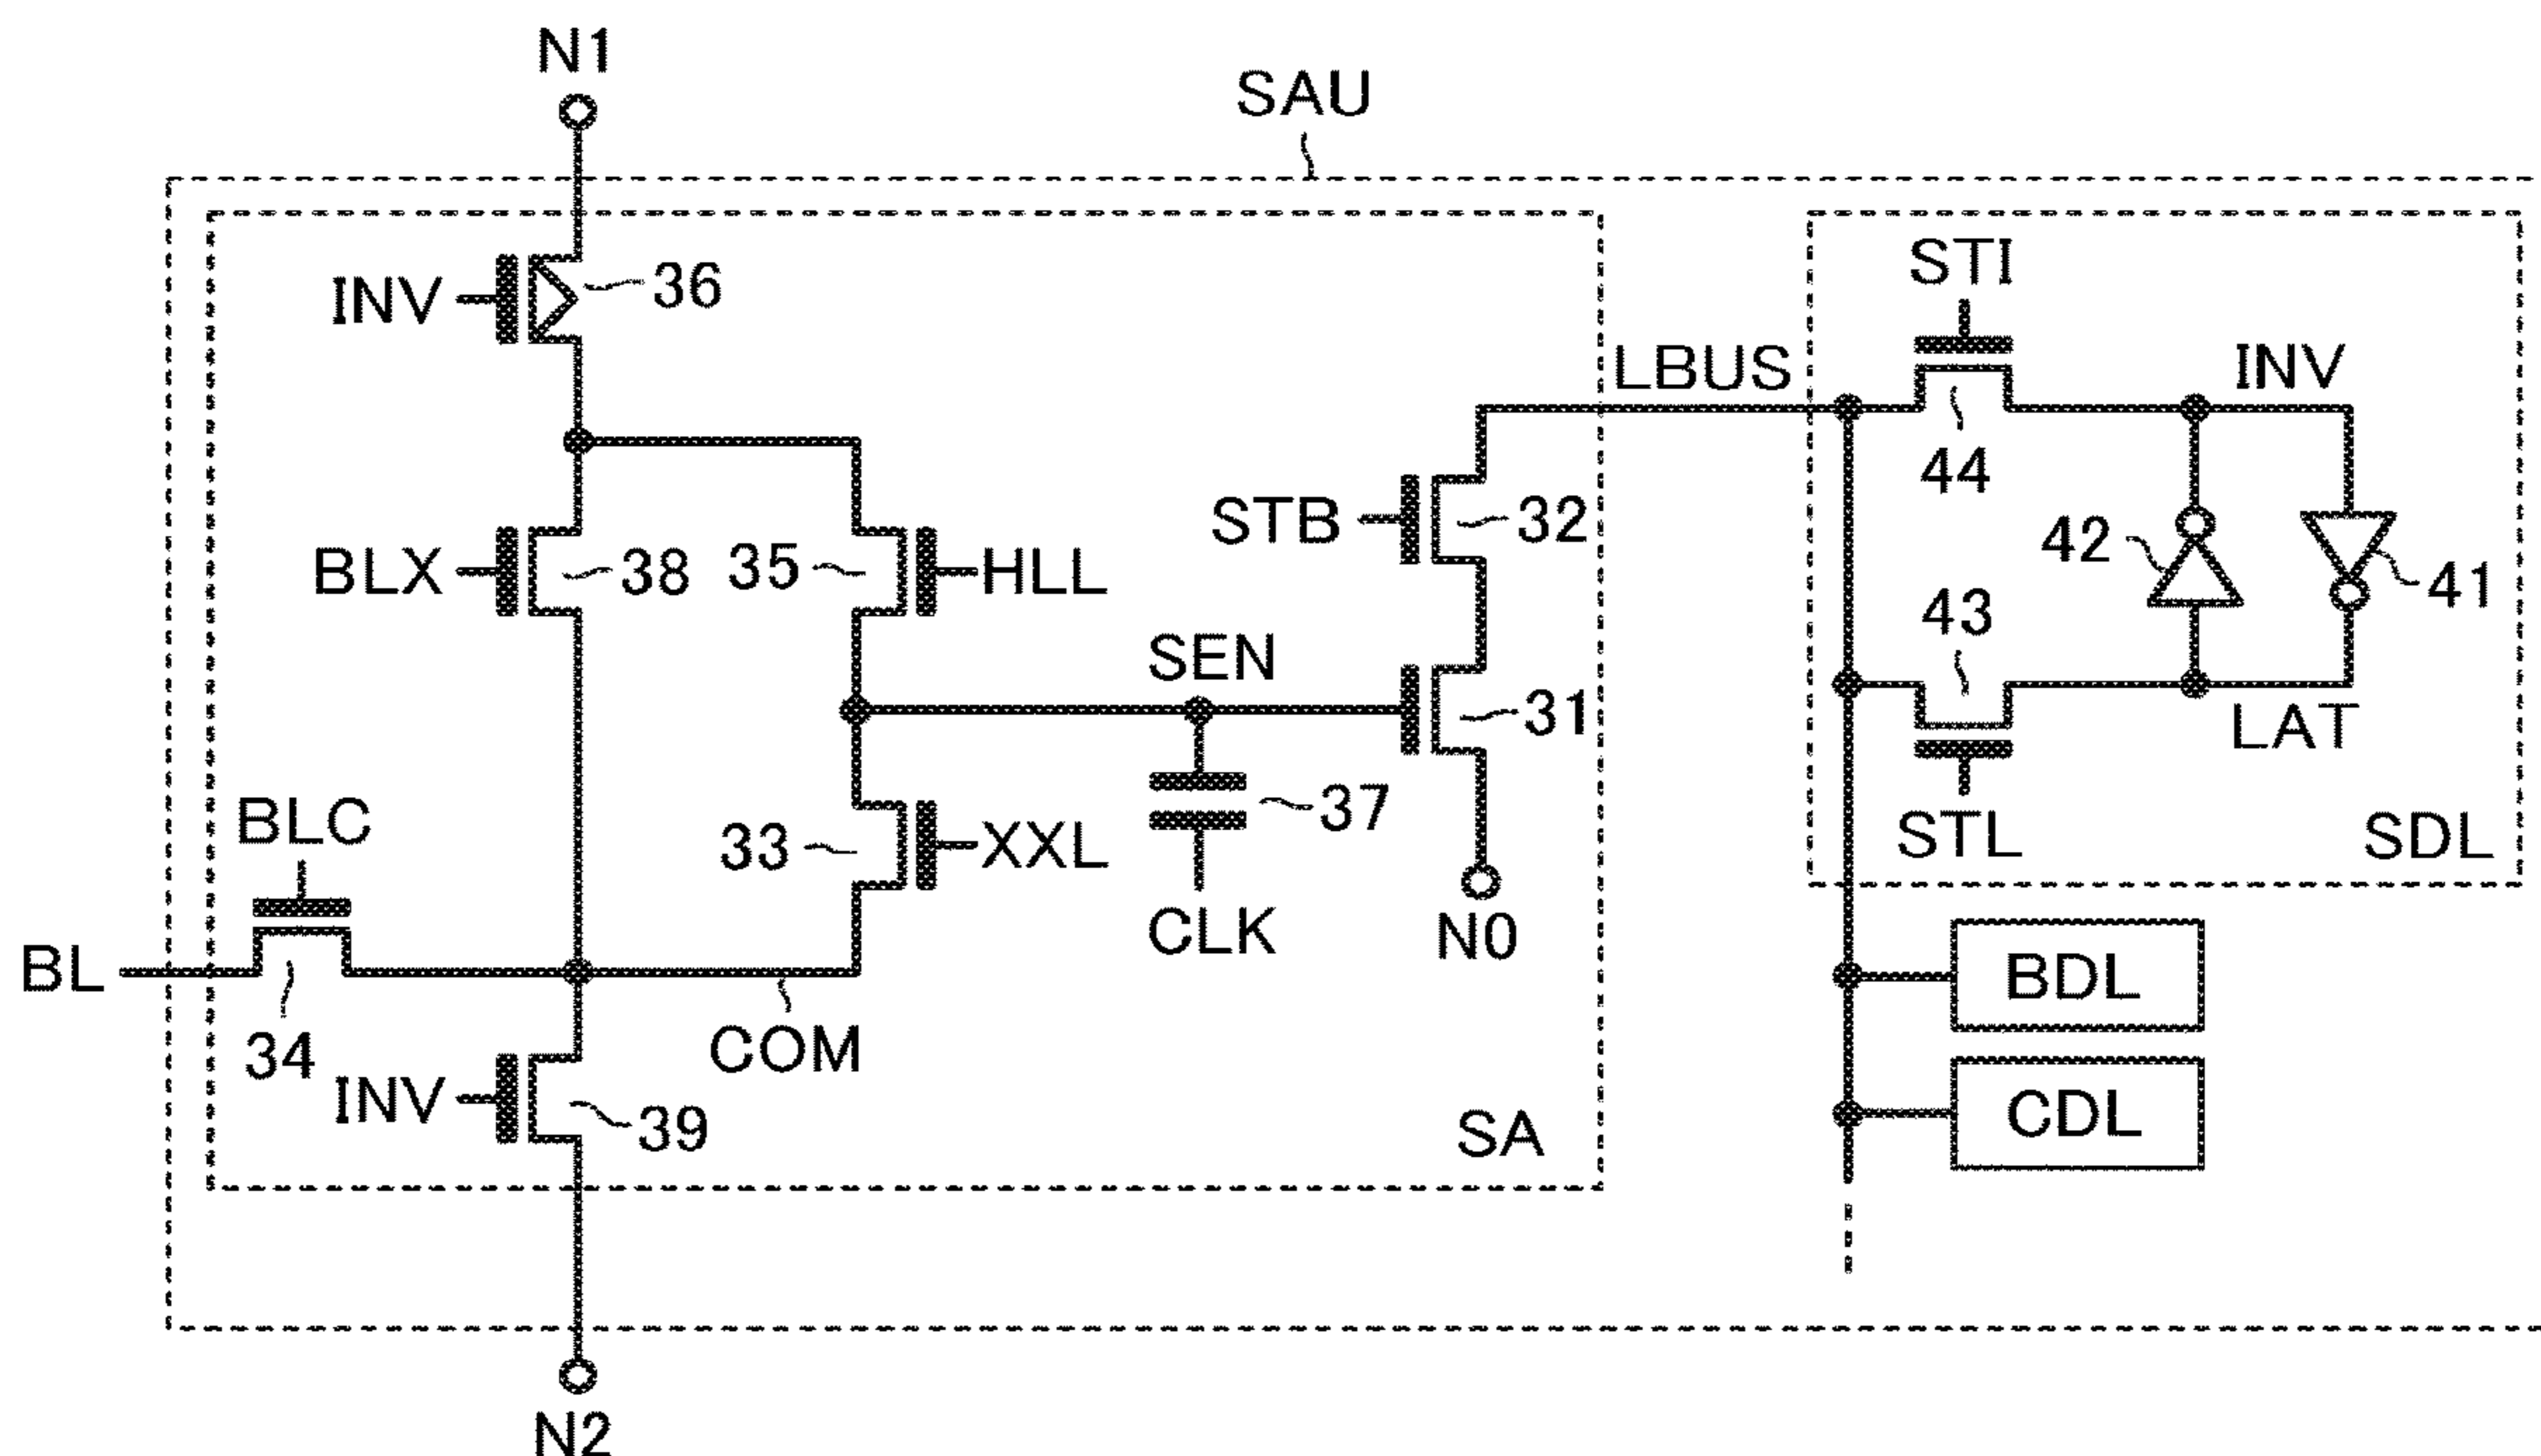 N1
SAU
INV
36
STI
LBUS
INV
44
BLX
38
35
HLL
STB
32
42
41
43
SEN
31
LAT
BLC
33
XXL
37
STL
SDL
CLK
N0
BL
34
COM
BDL
INV
39
SA
CDL
N2